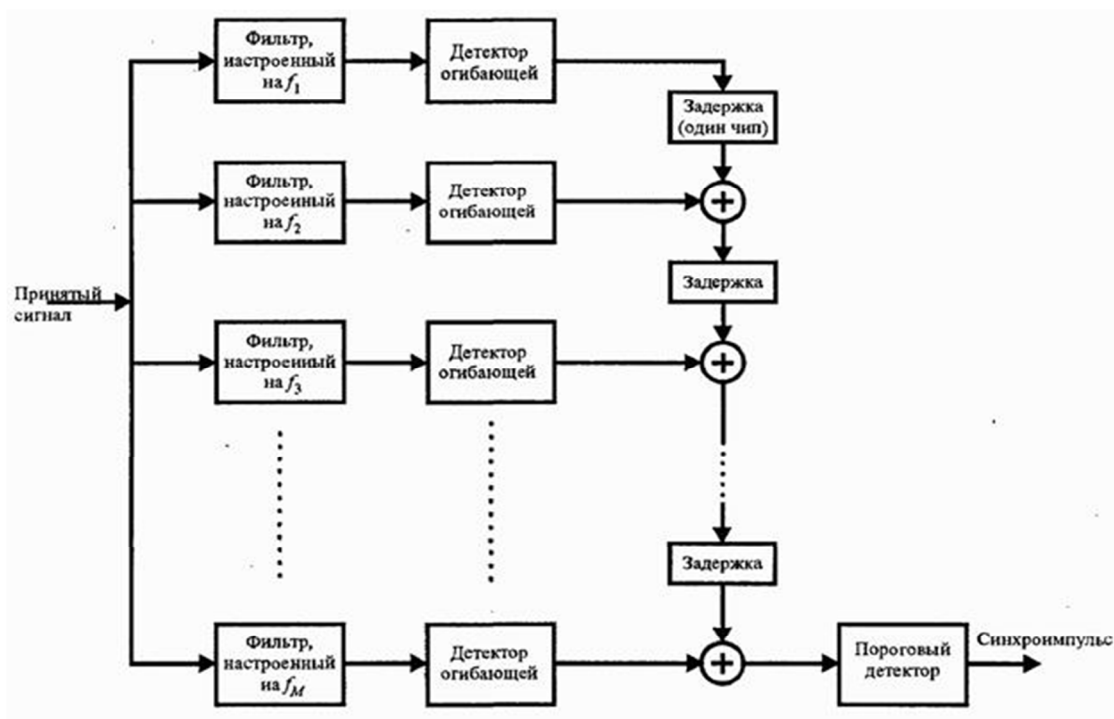 Фильтр,
настроенный
на f1
Детектор
огибающей
Задержка
(один чип)
Фильтр,
настроенный
на f2
Детектор
огибающей
Задержка
Принятый
сигнал
Фильтр,
настроенный
на f3
Детектор
огибающей
Задержка
Фильтр,
настроенный
на fM
Детектор
огибающей
Пороговый
детектор
Синхроимпульс